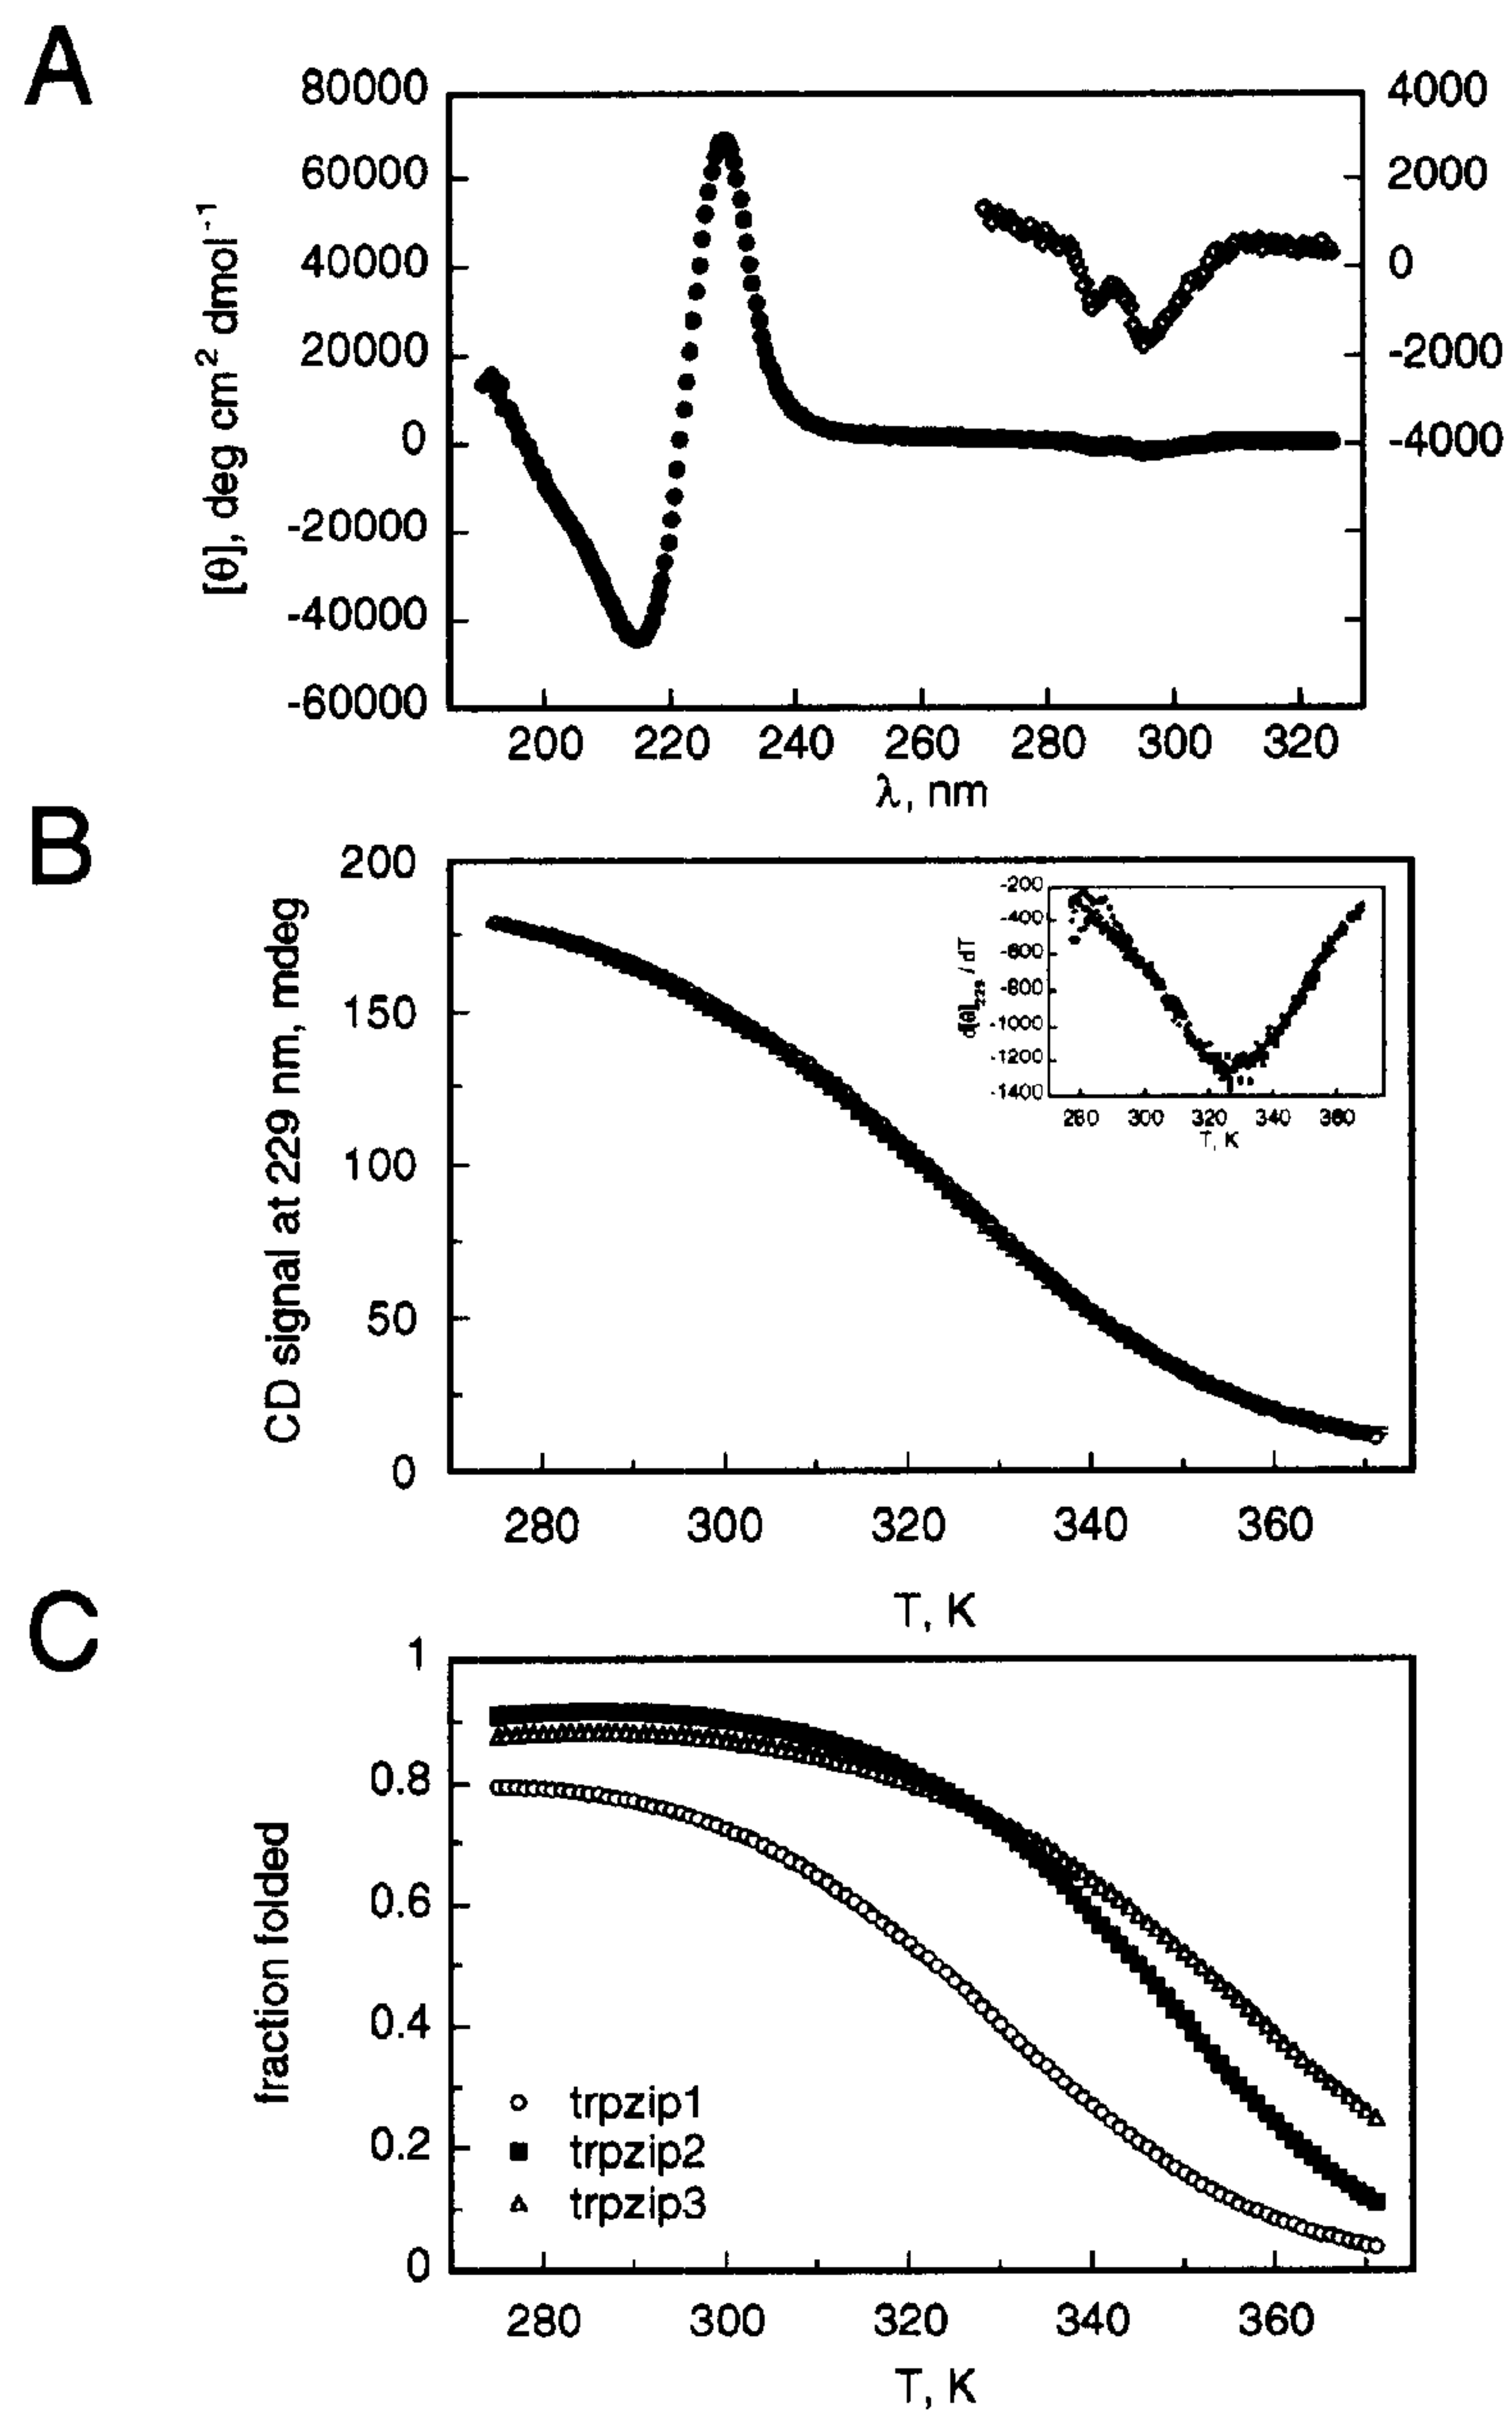 A
80000
60000
40000
20000
0
-20000
-40000
-60000
4000
2000
0
-2000
-4000
[θ], deg cm² dmol⁻¹
200 220 240 260 280 300 320
λ, nm
B
200
150
100
50
0
CD signal at 229 nm, mdeg
-200
-400
-600
-800
-1000
-1200
-1400
d[θ]₂₂₉ / dT
280 300 320 340 360
T, K
280 300 320 340 360
T, K
C
1
0.8
0.6
0.4
0.2
0
fraction folded
trpzip1
trpzip2
trpzip3
280 300 320 340 360
T, K